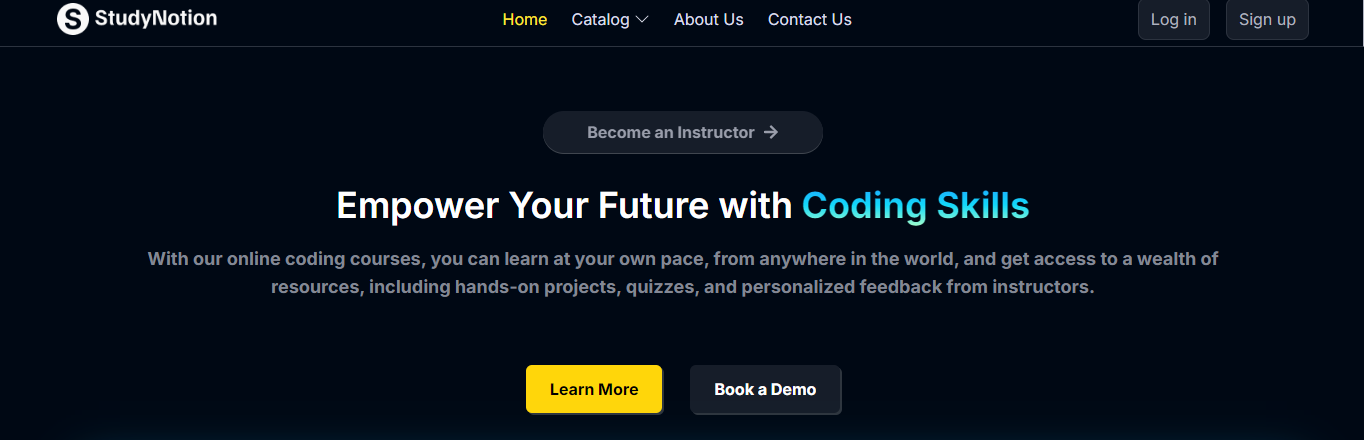 StudyNotion Home Catalog About Us Contact Us Log in Sign up
Become an Instructor →
Empower Your Future with Coding Skills
With our online coding courses, you can learn at your own pace, from anywhere in the world, and get access to a wealth of
resources, including hands-on projects, quizzes, and personalized feedback from instructors.
Learn More Book a Demo